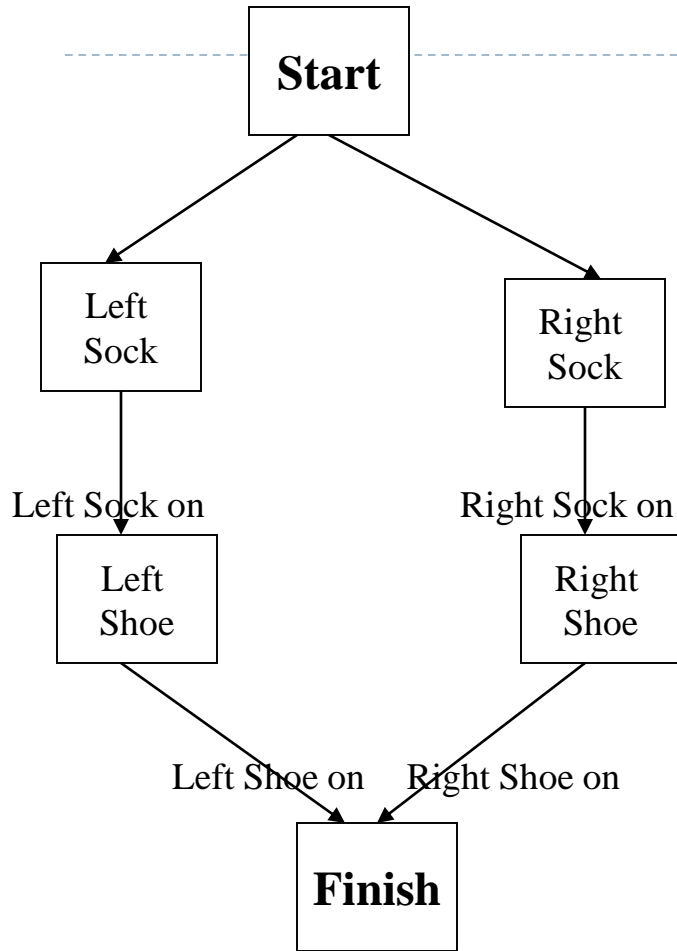 Start
Left
Sock
Right
Sock
Left Sock on
Right Sock on
Left
Shoe
Right
Shoe
Left Shoe on
Right Shoe on
Finish